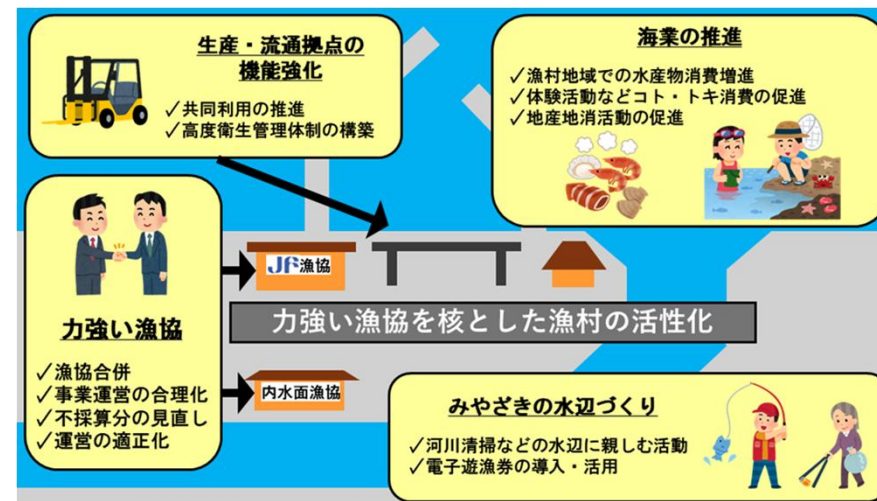 生産・流通拠点の
機能強化
✓共同利用の推進
✓高度衛生管理体制の構築
海業の推進
✓漁村地域での水産物消費増進
✓体験活動などコト・トキ消費の促進
✓地産地消活動の促進
力強い漁協
✓漁協合併
✓事業運営の合理化
✓不採算分の見直し
✓運営の適正化
JF漁協
力強い漁協を核とした漁村の活性化
内水面漁協
みやざきの水辺づくり
✓河川清掃などの水辺に親しむ活動
✓電子遊漁券の導入・活用